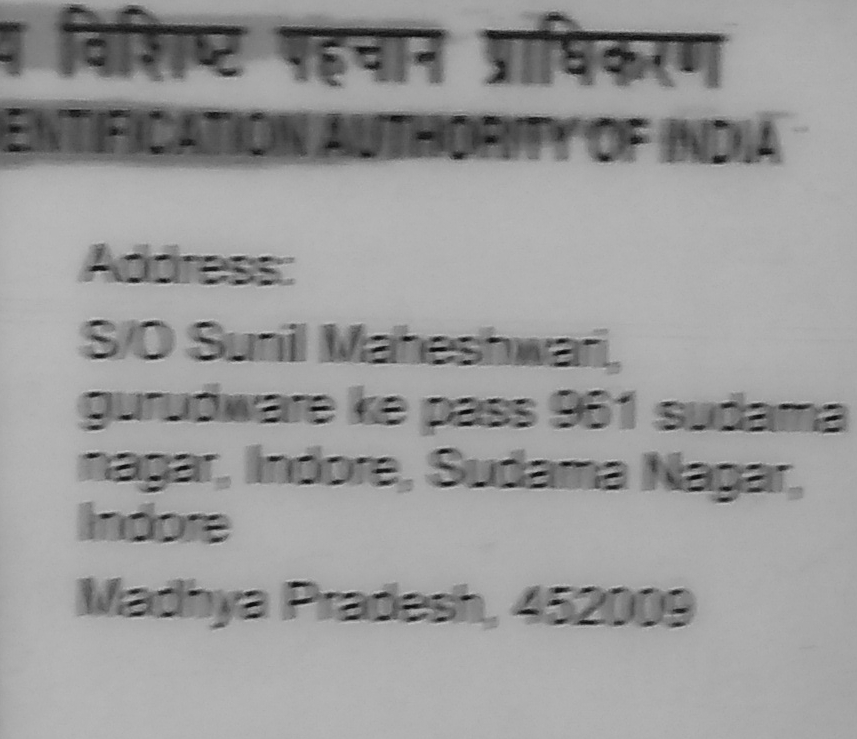 य विशिष्ट पहचान प्राधिकरण
ENTIFICATION AUTHORITY OF INDIA
Address:
S/O Sunil Maheshwari,
gurudware ke pass 961 sudama
nagar, Indore, Sudama Nagar,
Indore
Madhya Pradesh, 452009